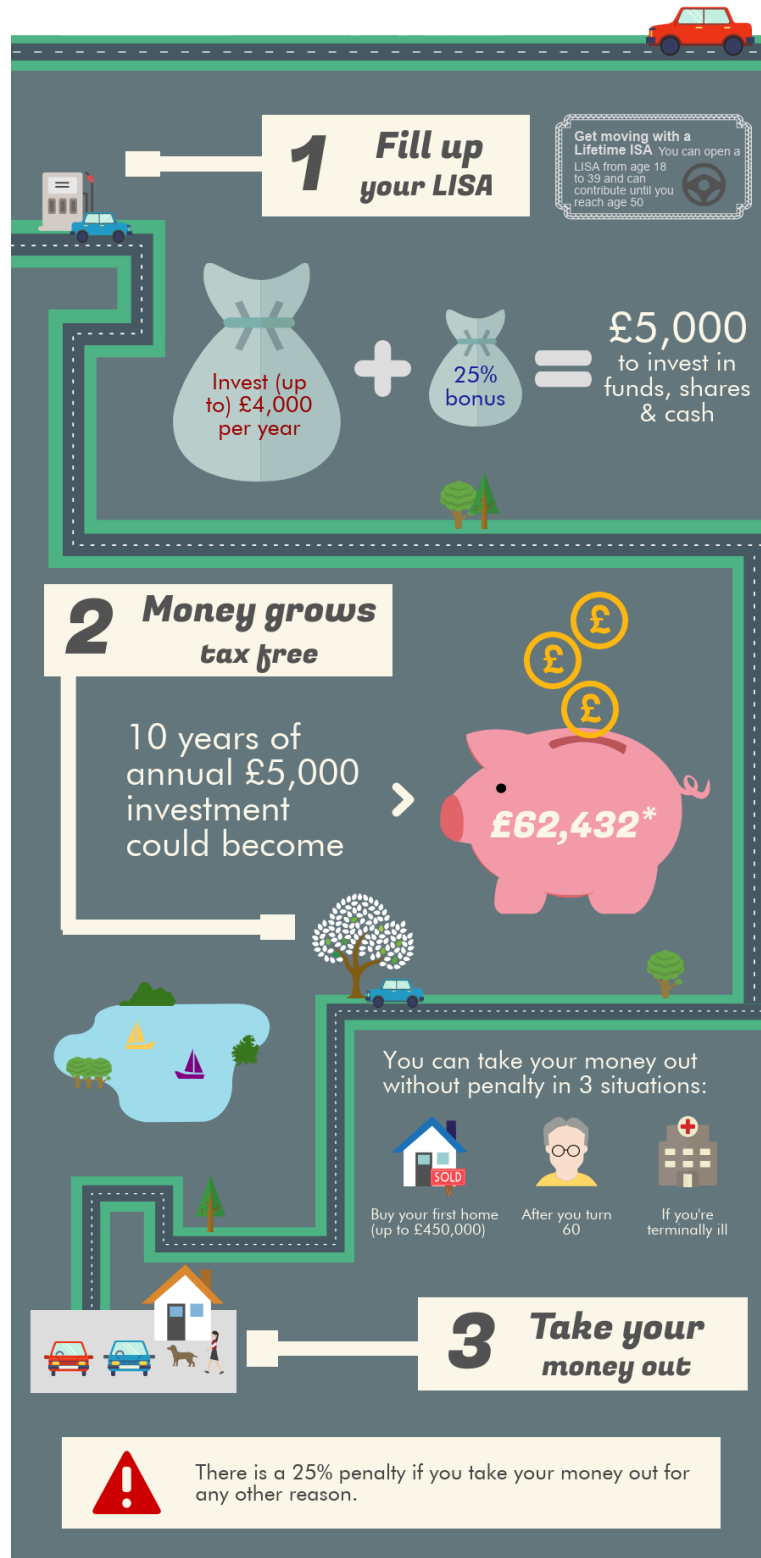 1
Fill up
your LISA
Get moving with a
Lifetime ISA You can open a
LISA from age 18
to 39 and can
contribute until you
reach age 50
Invest (up
to) £4,000
per year
25%
bonus
£5,000
to invest in
funds, shares
& cash
2
Money grows
tax free
£
£
£
10 years of
annual £5,000
investment
could become
>
£62,432*
You can take your money out
without penalty in 3 situations:
SOLD
Buy your first home
(up to £450,000)
After you turn
60
If you're
terminally ill
3
Take your
money out
!
There is a 25% penalty if you take your money out for
any other reason.